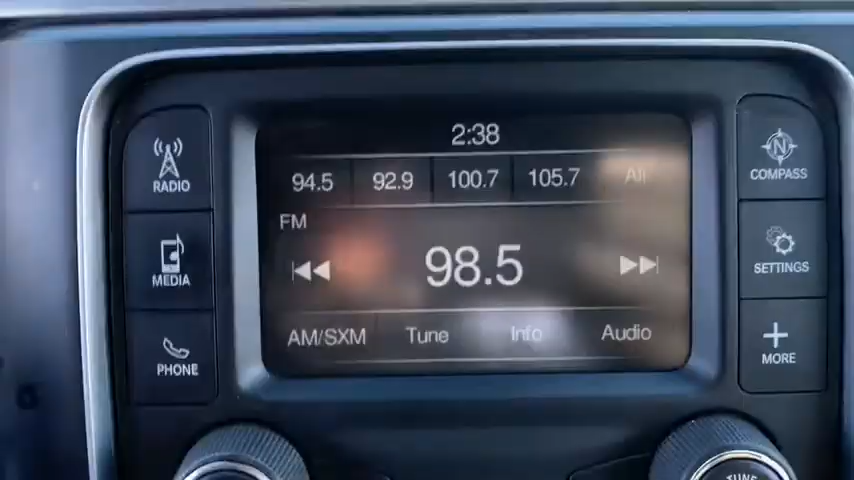 2:38
94.5 92.9 100.7 105.7 All
FM
98.5
AM/SXM Tune Info Audio
RADIO
MEDIA
PHONE
N
COMPASS
SETTINGS
MORE
TUNE